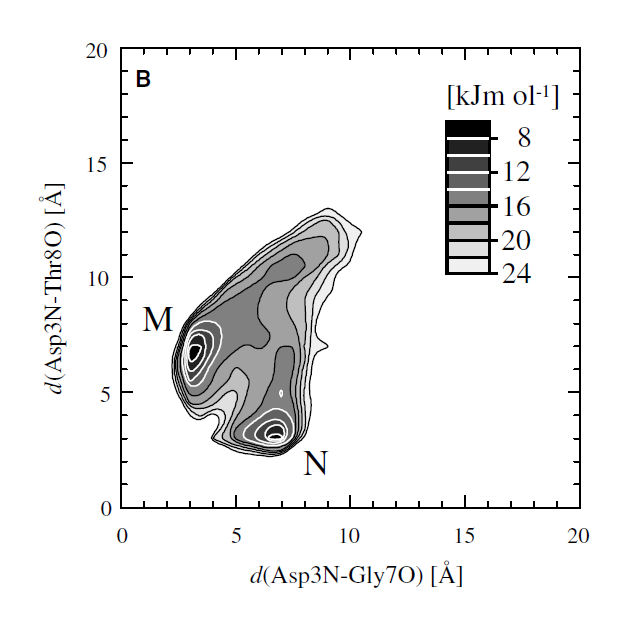 20
B
[kJm ol-1]
8
15
12
16
20
10
24
M
5
N
0
0 5 10 15 20
d(Asp3N-Thr8O) [Å]
d(Asp3N-Gly7O) [Å]